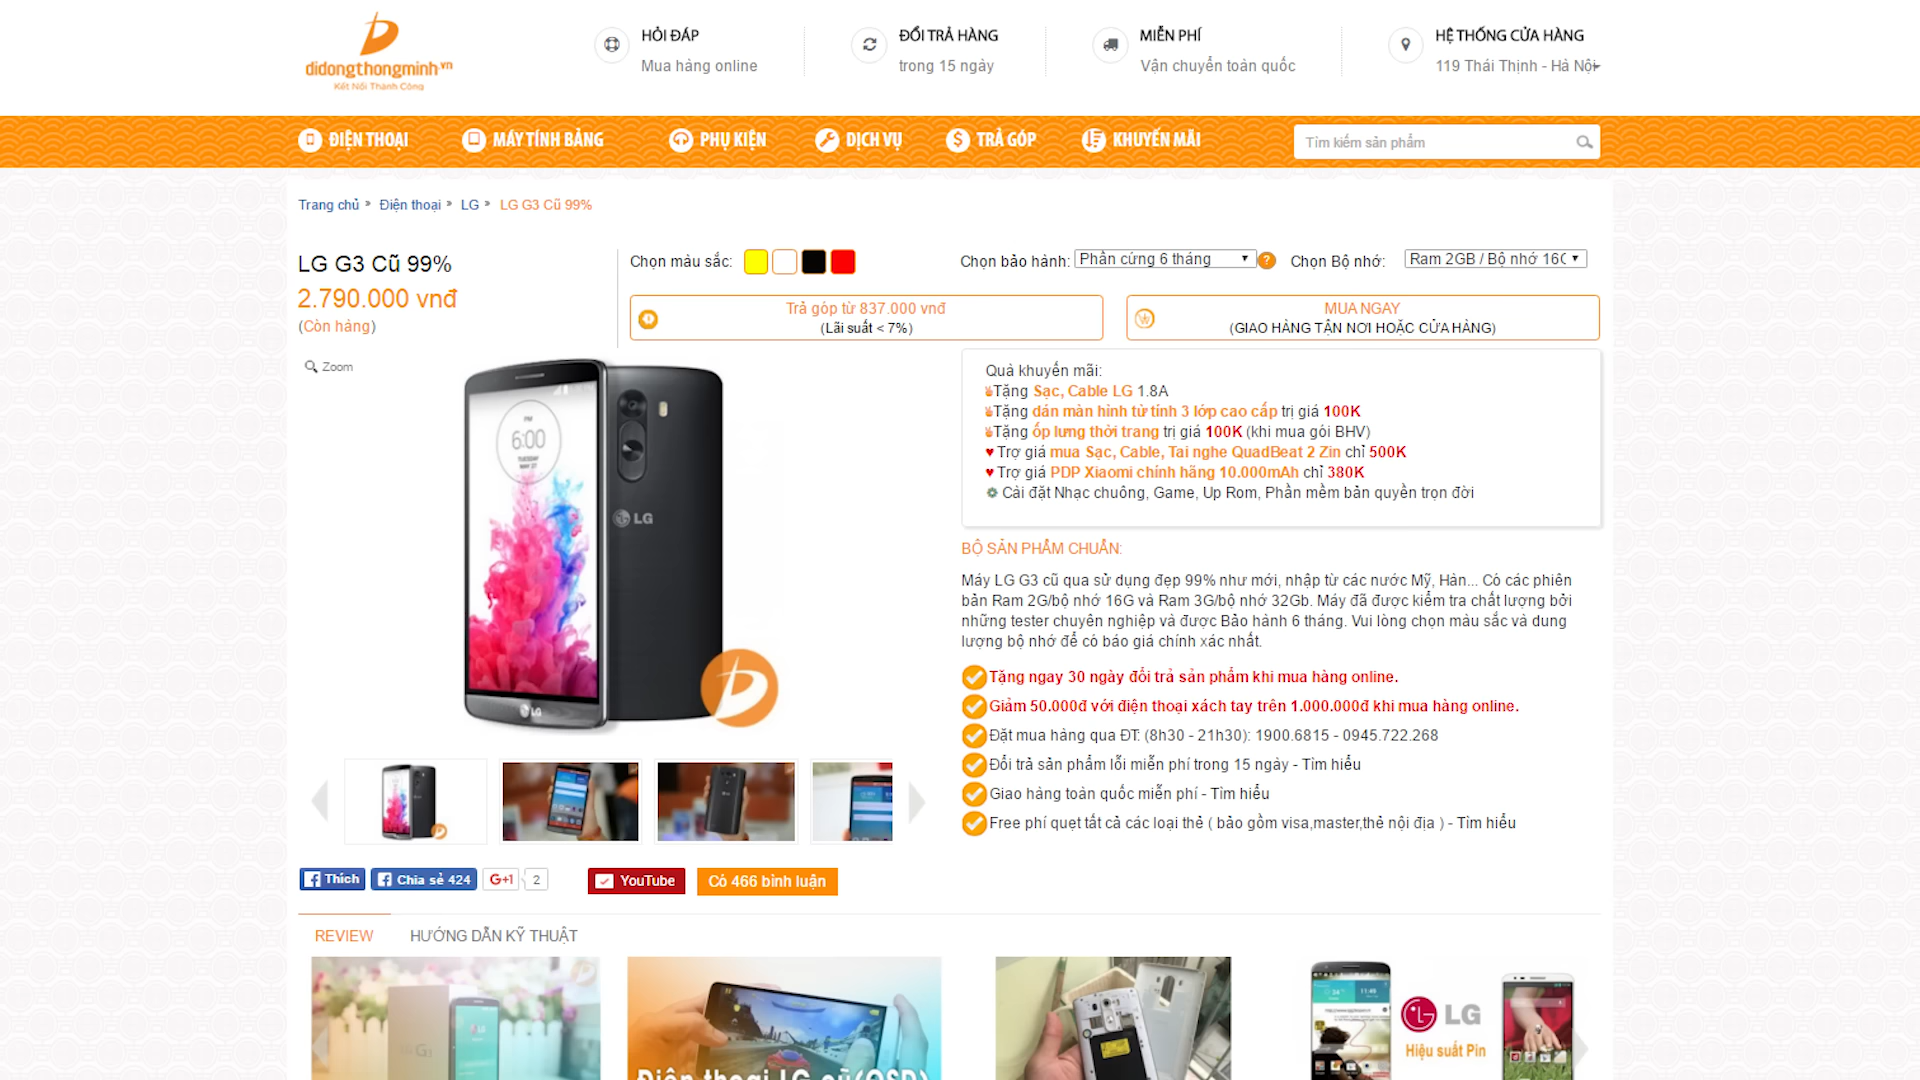 didongthongminh.vn
Kết Nối Thành Công
HỎI ĐÁP
Mua hàng online
ĐỔI TRẢ HÀNG
trong 15 ngày
MIỄN PHÍ
Vận chuyển toàn quốc
HỆ THỐNG CỬA HÀNG
119 Thái Thịnh - Hà Nội
ĐIỆN THOẠI
MÁY TÍNH BẢNG
PHỤ KIỆN
DỊCH VỤ
TRẢ GÓP
KHUYẾN MÃI
Tìm kiếm sản phẩm
Trang chủ » Điện thoại » LG » LG G3 Cũ 99%
LG G3 Cũ 99%
2.790.000 vnđ
(Còn hàng)
Chọn màu sắc:
Chọn bảo hành: Phần cứng 6 tháng ?
Chọn Bộ nhớ: Ram 2GB / Bộ nhớ 16G
Trả góp từ 837.000 vnđ
(Lãi suất < 7%)
MUA NGAY
(GIAO HÀNG TẬN NƠI HOẶC CỬA HÀNG)
Zoom
PM
6:00
TUESDAY
MAY 27
LG
LG
Quà khuyến mãi:
Tặng Sạc, Cable LG 1.8A
Tặng dán màn hình từ tính 3 lớp cao cấp trị giá 100K
Tặng ốp lưng thời trang trị giá 100K (khi mua gói BHV)
♥ Trợ giá mua Sạc, Cable, Tai nghe QuadBeat 2 Zin chỉ 500K
♥ Trợ giá PDP Xiaomi chính hãng 10.000mAh chỉ 380K
Cài đặt Nhạc chuông, Game, Up Rom, Phần mềm bản quyền trọn đời
BỘ SẢN PHẨM CHUẨN:
Máy LG G3 cũ qua sử dụng đẹp 99% như mới, nhập từ các nước Mỹ, Hàn... Có các phiên
bản Ram 2G/bộ nhớ 16G và Ram 3G/bộ nhớ 32Gb. Máy đã được kiểm tra chất lượng bởi
những tester chuyên nghiệp và được Bảo hành 6 tháng. Vui lòng chọn màu sắc và dung
lượng bộ nhớ để có báo giá chính xác nhất.
Tặng ngay 30 ngày đổi trả sản phẩm khi mua hàng online.
Giảm 50.000đ với điện thoại xách tay trên 1.000.000đ khi mua hàng online.
Đặt mua hàng qua ĐT: (8h30 - 21h30): 1900.6815 - 0945.722.268
Đổi trả sản phẩm lỗi miễn phí trong 15 ngày - Tìm hiểu
Giao hàng toàn quốc miễn phí - Tìm hiểu
Free phí quẹt tất cả các loại thẻ ( bảo gồm visa,master,thẻ nội địa ) - Tìm hiểu
Thích
Chia sẻ 424
G+1
2
YouTube
Có 466 bình luận
REVIEW
HƯỚNG DẪN KỸ THUẬT
G3
LG
Điện thoại LG cũ(QSD)
LG
Hiệu suất Pin